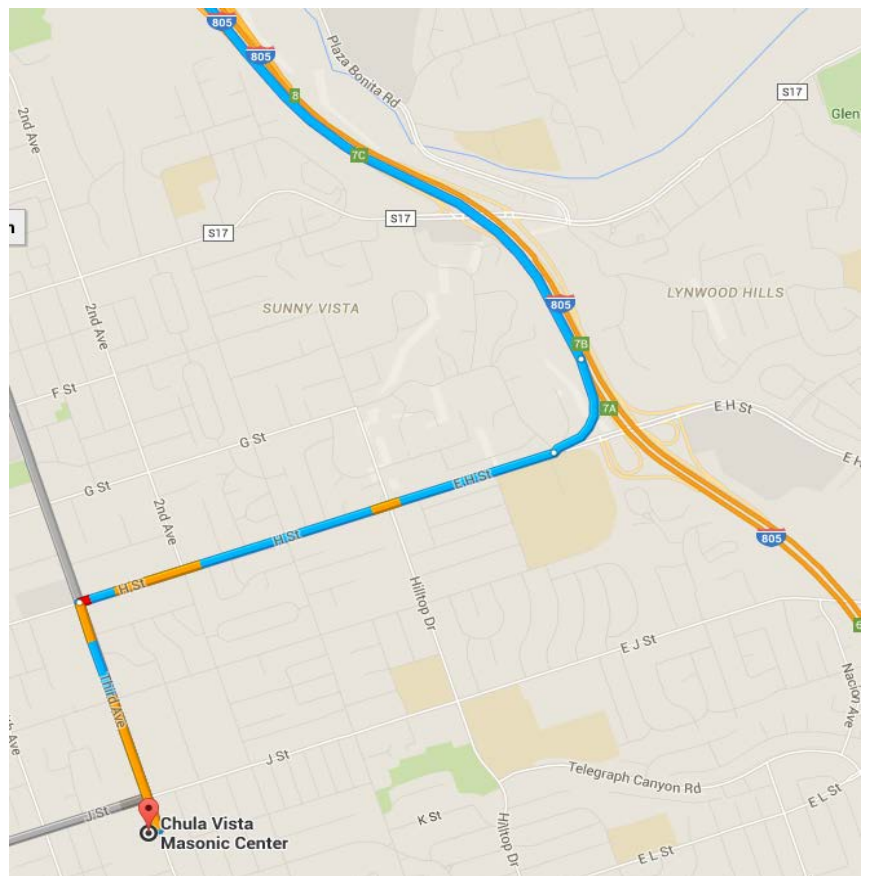 805
805
Plaza Bonita Rd
8
S17
2nd Ave
Glen
7C
n
S17
S17
SUNNY VISTA
LYNWOOD HILLS
805
2nd Ave
7B
F St
7A
E H St
G St
G St
E H
E H St
2nd Ave
H St
805
H St
Hilltop Dr
6
E J St
Third Ave
Nacion Ave
h Ave
J St
Telegraph Canyon Rd
E L St
J St
K St
Chula Vista
Masonic Center
Hilltop Dr
E L St